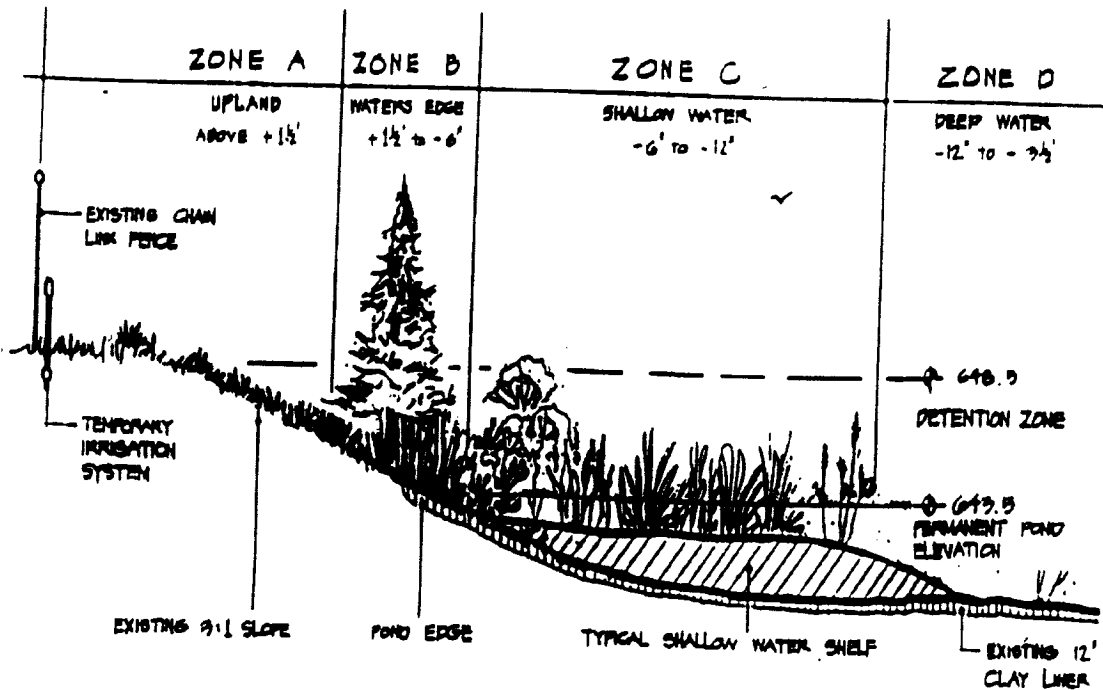 ZONE A
ZONE B
ZONE C
ZONE D
UPLAND
ABOVE +1½'
WATERS EDGE
+1½' to -6"
SHALLOW WATER
-6" TO -12"
DEEP WATER
-12" TO -3½'
EXISTING CHAIN
LINK FENCE
648.5
DETENTION ZONE
TEMPORARY
IRRIGATION
SYSTEM
643.5
PERMANENT POND
ELEVATION
EXISTING 3:1 SLOPE
POND EDGE
TYPICAL SHALLOW WATER SHELF
EXISTING 12"
CLAY LINER